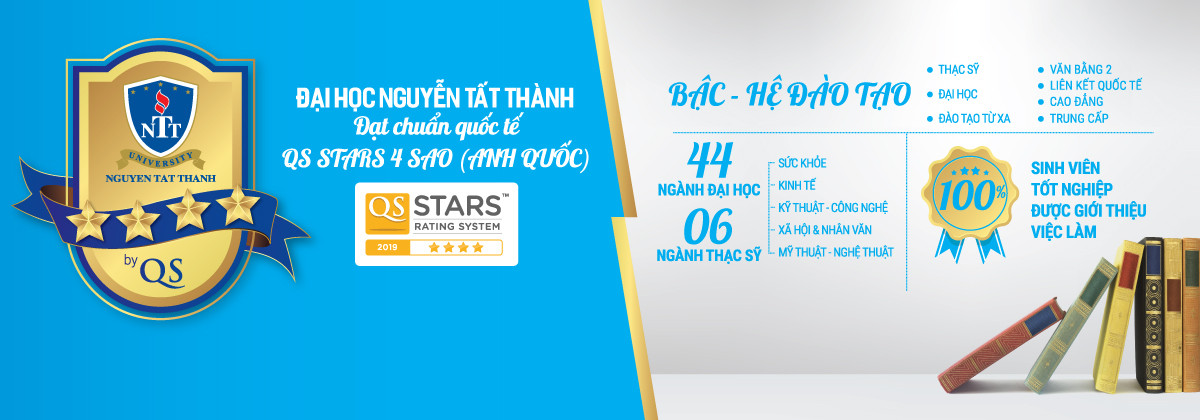 NTT
UNIVERSITY
NGUYEN TAT THANH
by QS
ĐẠI HỌC NGUYỄN TẤT THÀNH
Đạt chuẩn quốc tế
QS STARS 4 SAO (ANH QUỐC)
QS STARS™
RATING SYSTEM
2019
BẬC - HỆ ĐÀO TẠO
THẠC SỸ
ĐẠI HỌC
ĐÀO TẠO TỪ XA
VĂN BẰNG 2
LIÊN KẾT QUỐC TẾ
CAO ĐẲNG
TRUNG CẤP
44
NGÀNH ĐẠI HỌC
06
NGÀNH THẠC SỸ
SỨC KHỎE
KINH TẾ
KỸ THUẬT - CÔNG NGHỆ
XÃ HỘI & NHÂN VĂN
MỸ THUẬT - NGHỆ THUẬT
100%
SINH VIÊN
TỐT NGHIỆP
ĐƯỢC GIỚI THIỆU
VIỆC LÀM